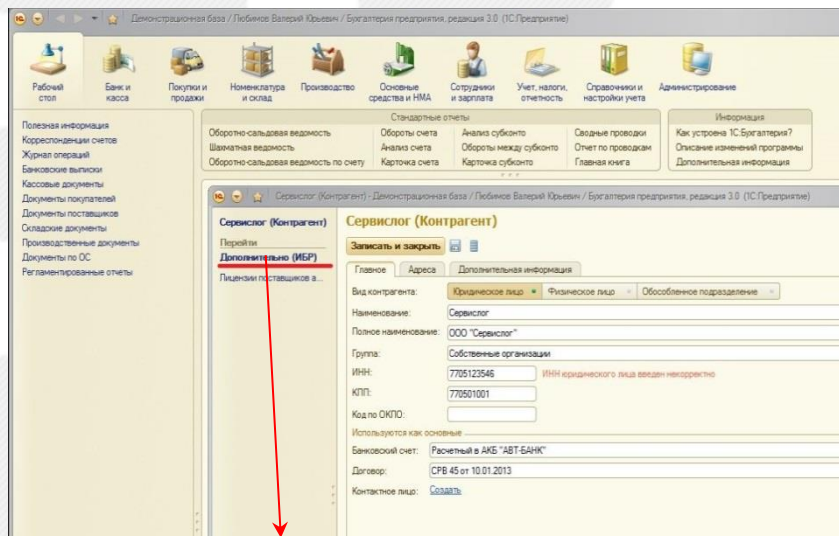 Демонстрационная база / Любимов Валерий Юрьевич / Бухгалтерия предприятия, редакция 3.0 (1С:Предприятие)
Рабочий стол
Банк и касса
Покупки и продажи
Номенклатура и склад
Производство
Основные средства и НМА
Сотрудники и зарплата
Учет, налоги, отчетность
Справочники и настройки учета
Администрирование
Полезная информация
Корреспонденции счетов
Журнал операций
Банковские выписки
Кассовые документы
Документы покупателей
Документы поставщиков
Складские документы
Производственные документы
Документы по ОС
Регламентированные отчеты
Стандартные отчеты
Оборотно-сальдовая ведомость
Обороты счета
Анализ субконто
Сводные проводки
Шахматная ведомость
Анализ счета
Обороты между субконто
Отчет по проводкам
Оборотно-сальдовая ведомость по счету
Карточка счета
Карточка субконто
Главная книга
Информация
Как устроена 1С:Бухгалтерия?
Описание изменений программы
Дополнительная информация
Сервислог (Контрагент) - Демонстрационная база / Любимов Валерий Юрьевич / Бухгалтерия предприятия, редакция 3.0 (1С:Предприятие)
Сервислог (Контрагент)
Перейти
Дополнительно (ИБР)
Лицензии поставщиков а...
Сервислог (Контрагент)
Записать и закрыть
Главное
Адреса
Дополнительная информация
Вид контрагента: Юридическое лицо Физическое лицо Обособленное подразделение
Наименование: Сервислог
Полное наименование: ООО "Сервислог"
Группа: Собственные организации
ИНН: 7705123546 ИНН юридического лица введен некорректно
КПП: 770501001
Код по ОКПО:
Используются как основные
Банковский счет: Расчетный в АКБ "АВТ-БАНК"
Договор: СРВ 45 от 10.01.2013
Контактное лицо: Создать